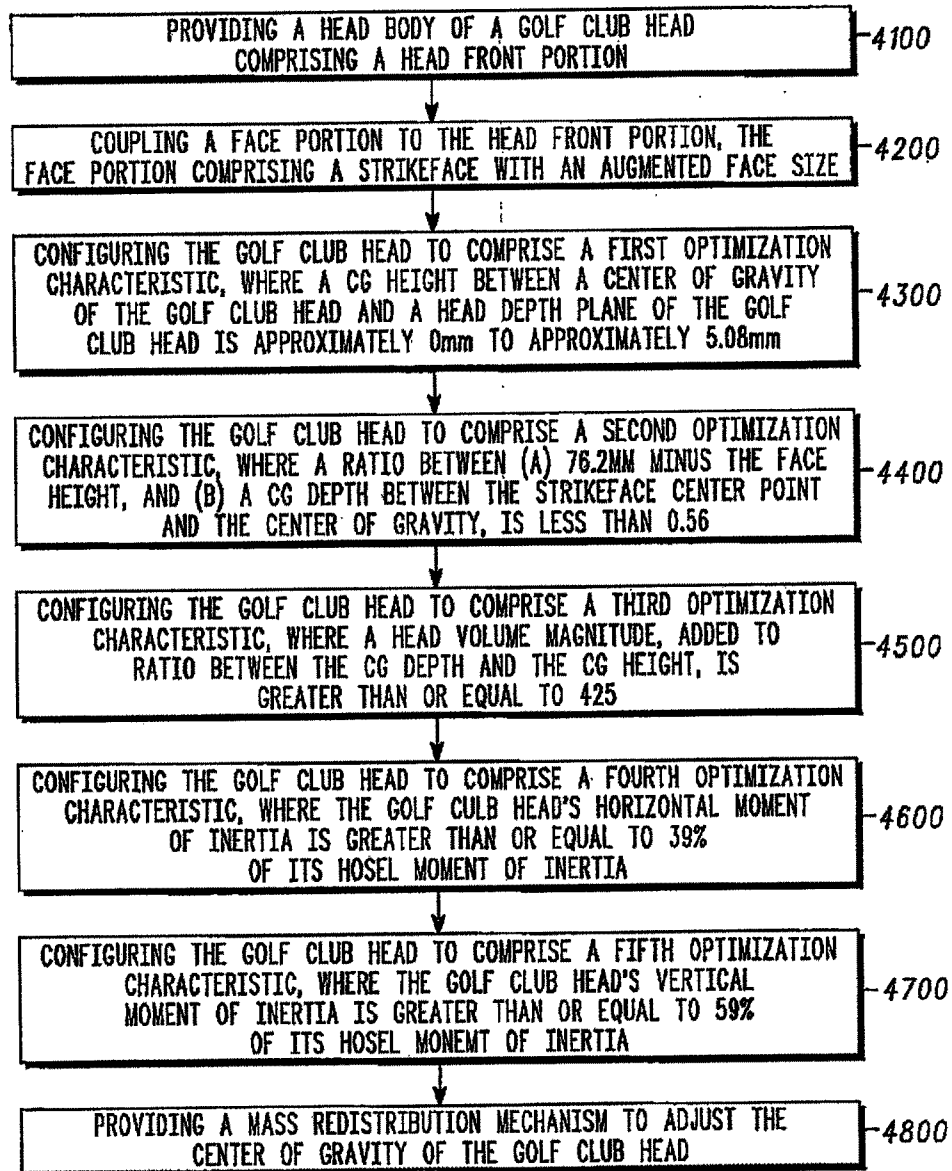 PROVIDING A HEAD BODY OF A GOLF CLUB HEAD
COMPRISING A HEAD FRONT PORTION
4100
COUPLING A FACE PORTION TO THE HEAD FRONT PORTION, THE
FACE PORTION COMPRISING A STRIKEFACE WITH AN AUGMENTED FACE SIZE
4200
CONFIGURING THE GOLF CLUB HEAD TO COMPRISE A FIRST OPTIMIZATION
CHARACTERISTIC, WHERE A CG HEIGHT BETWEEN A CENTER OF GRAVITY
OF THE GOLF CLUB HEAD AND A HEAD DEPTH PLANE OF THE GOLF
CLUB HEAD IS APPROXIMATELY 0mm TO APPROXIMATELY 5.08mm
4300
CONFIGURING THE GOLF CLUB HEAD TO COMPRISE A SECOND OPTIMIZATION
CHARACTERISTIC, WHERE A RATIO BETWEEN (A) 76.2MM MINUS THE FACE
HEIGHT, AND (B) A CG DEPTH BETWEEN THE STRIKEFACE CENTER POINT
AND THE CENTER OF GRAVITY, IS LESS THAN 0.56
4400
CONFIGURING THE GOLF CLUB HEAD TO COMPRISE A THIRD OPTIMIZATION
CHARACTERISTIC, WHERE A HEAD VOLUME MAGNITUDE, ADDED TO
RATIO BETWEEN THE CG DEPTH AND THE CG HEIGHT, IS
GREATER THAN OR EQUAL TO 425
4500
CONFIGURING THE GOLF CLUB HEAD TO COMPRISE A FOURTH OPTIMIZATION
CHARACTERISTIC, WHERE THE GOLF CULB HEAD'S HORIZONTAL MOMENT
OF INERTIA IS GREATER THAN OR EQUAL TO 39%
OF ITS HOSEL MOMENT OF INERTIA
4600
CONFIGURING THE GOLF CLUB HEAD TO COMPRISE A FIFTH OPTIMIZATION
CHARACTERISTIC, WHERE THE GOLF CLUB HEAD'S VERTICAL
MOMENT OF INERTIA IS GREATER THAN OR EQUAL TO 59%
OF ITS HOSEL MONEMT OF INERTIA
4700
PROVIDING A MASS REDISTRIBUTION MECHANISM TO ADJUST THE
CENTER OF GRAVITY OF THE GOLF CLUB HEAD
4800